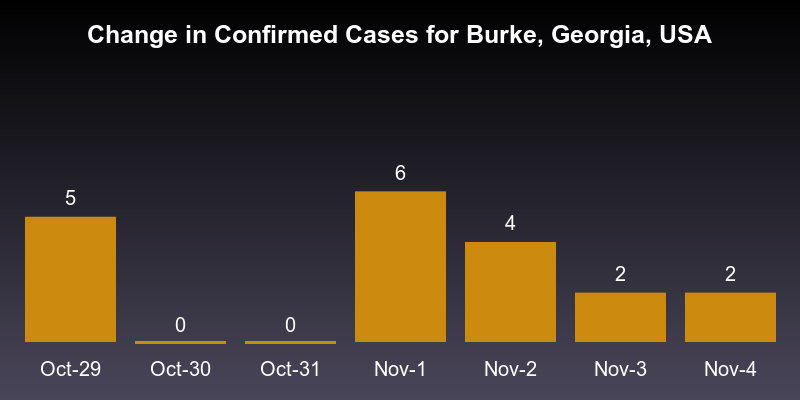 Change in Confirmed Cases for Burke, Georgia, USA
5
0
0
6
4
2
2
Oct-29
Oct-30
Oct-31
Nov-1
Nov-2
Nov-3
Nov-4